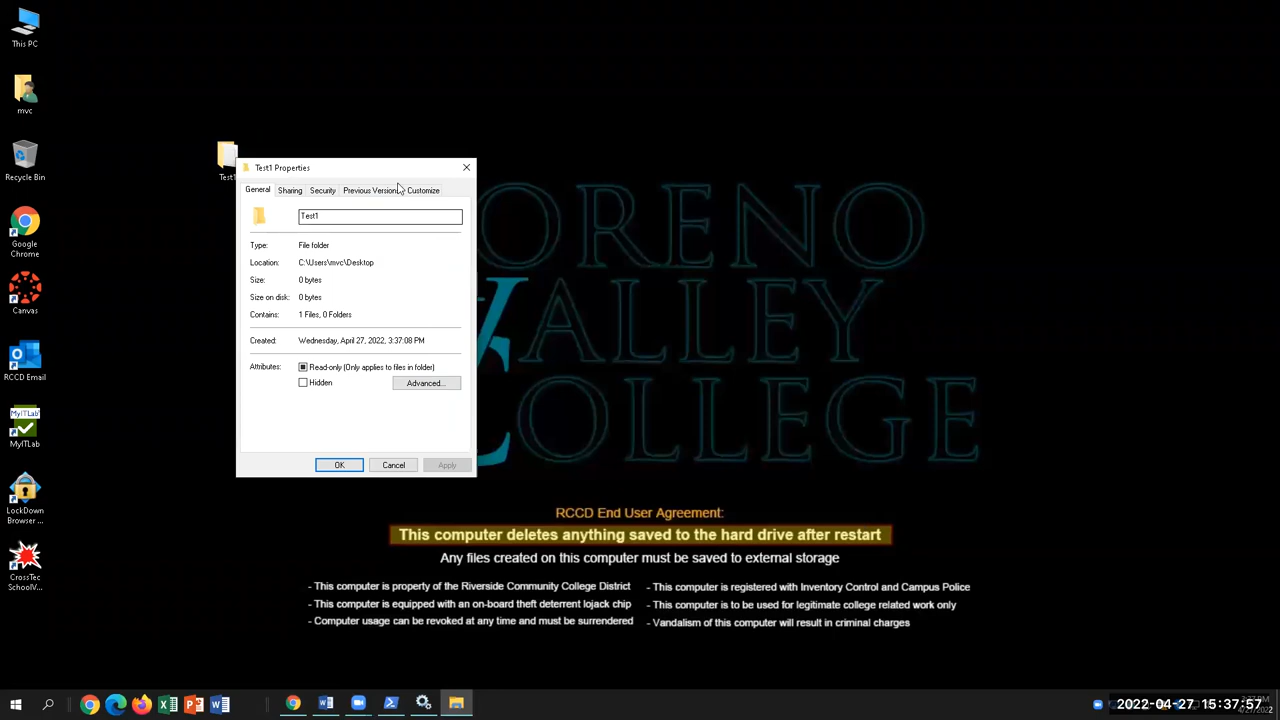 This PC
mvc
Recycle Bin
Google
Chrome
Canvas
RCCD Email
MyITLab
MyITLab
LockDown
Browser ...
CrossTec
SchoolV...
Test1
Test1 Properties
General Sharing Security Previous Versions Customize
Test1
Type: File folder
Location: C:\Users\mvc\Desktop
Size: 0 bytes
Size on disk: 0 bytes
Contains: 1 Files, 0 Folders
Created: Wednesday, April 27, 2022, 3:37:08 PM
Attributes: Read-only (Only applies to files in folder)
Hidden Advanced...
OK Cancel Apply
ORENO
VALLEY
COLLEGE
RCCD End User Agreement:
This computer deletes anything saved to the hard drive after restart
Any files created on this computer must be saved to external storage
- This computer is property of the Riverside Community College District
- This computer is equipped with an on-board theft deterrent lojack chip
- Computer usage can be revoked at any time and must be surrendered
- This computer is registered with Inventory Control and Campus Police
- This computer is to be used for legitimate college related work only
- Vandalism of this computer will result in criminal charges
2022-04-27 15:37:57